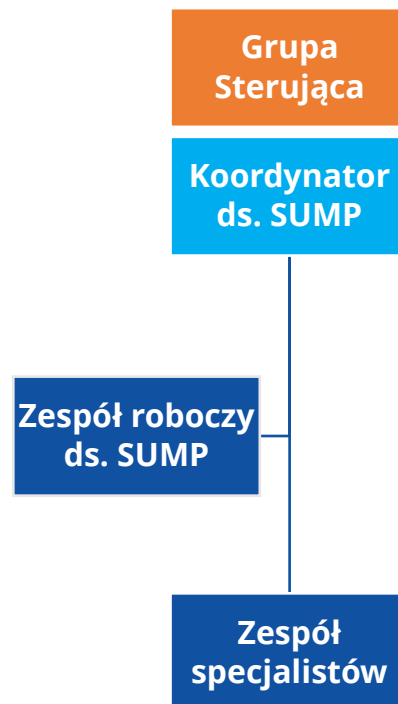 Grupa
Sterująca
Koordynator
ds. SUMP
Zespół roboczy
ds. SUMP
Zespół
specjalistów